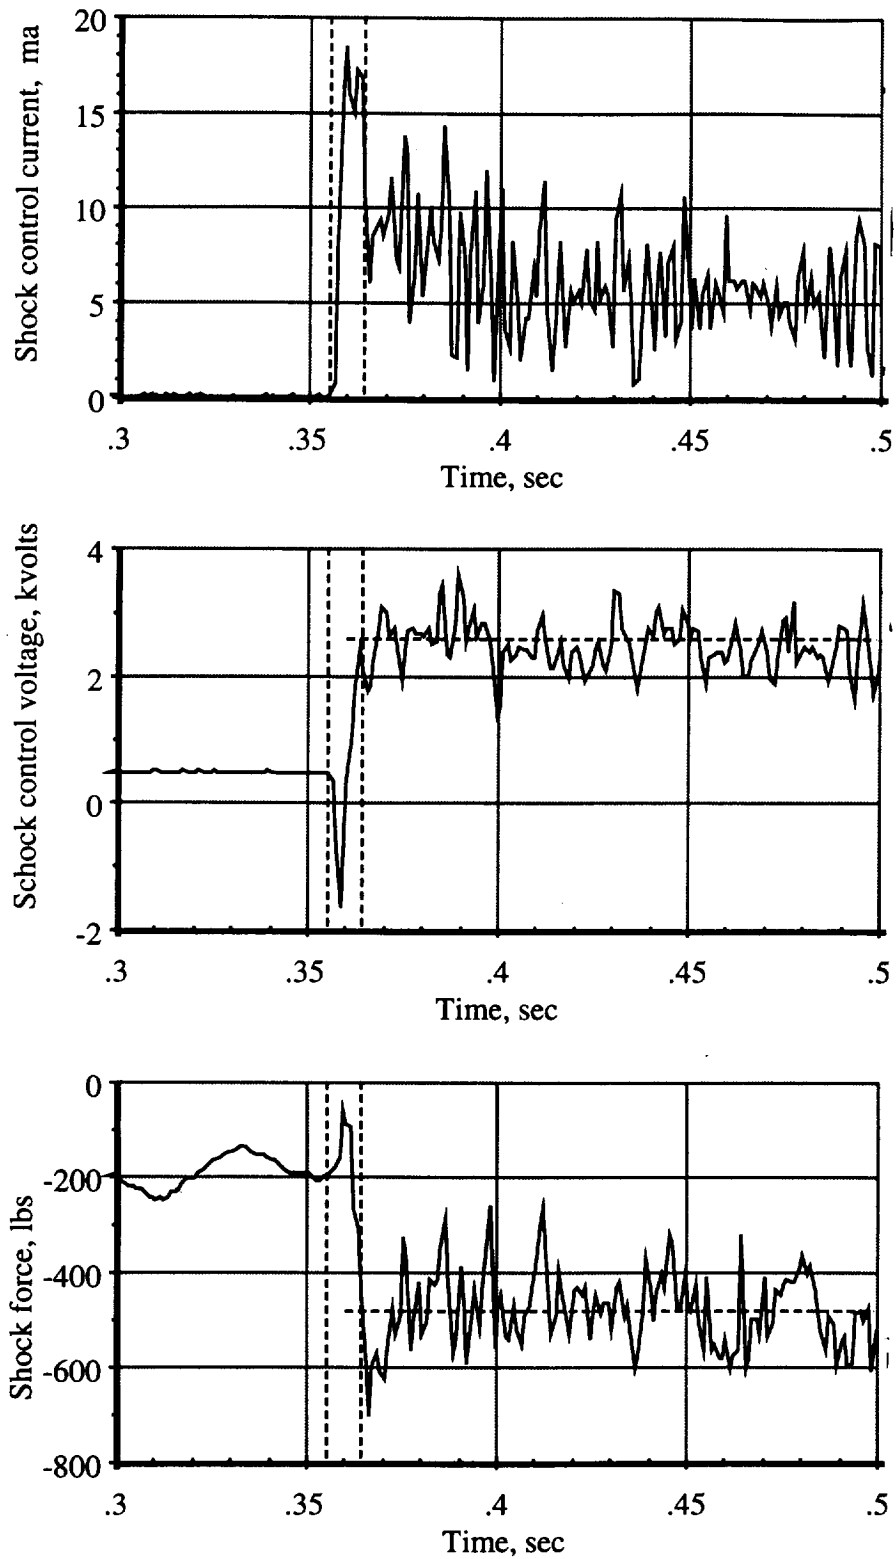 Shock control current, ma
20
15
10
5
0
.3 .35 .4 .45 .5
Time, sec
Schock control voltage, kvolts
4
2
0
-2
.3 .35 .4 .45 .5
Time, sec
Shock force, lbs
0
-200
-400
-600
-800
.3 .35 .4 .45 .5
Time, sec